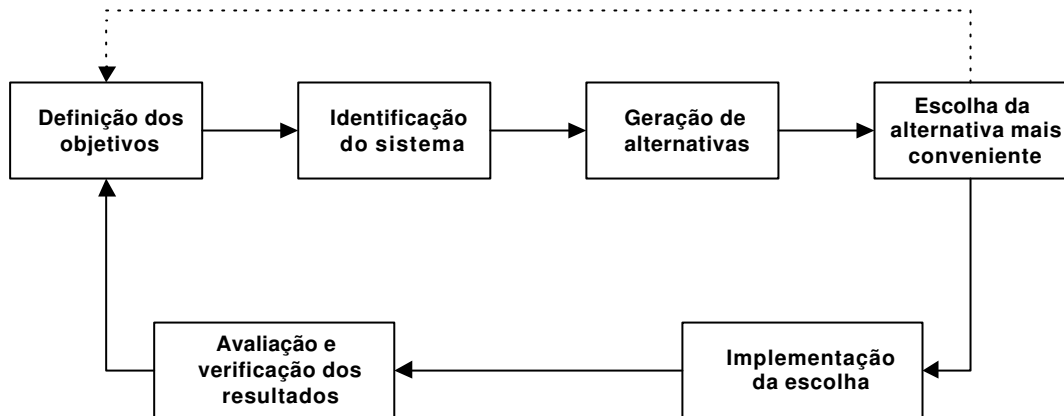 Definição dos
objetivos
Identificação
do sistema
Geração de
alternativas
Escolha da
alternativa mais
conveniente
Avaliação e
verificação dos
resultados
Implementação
da escolha